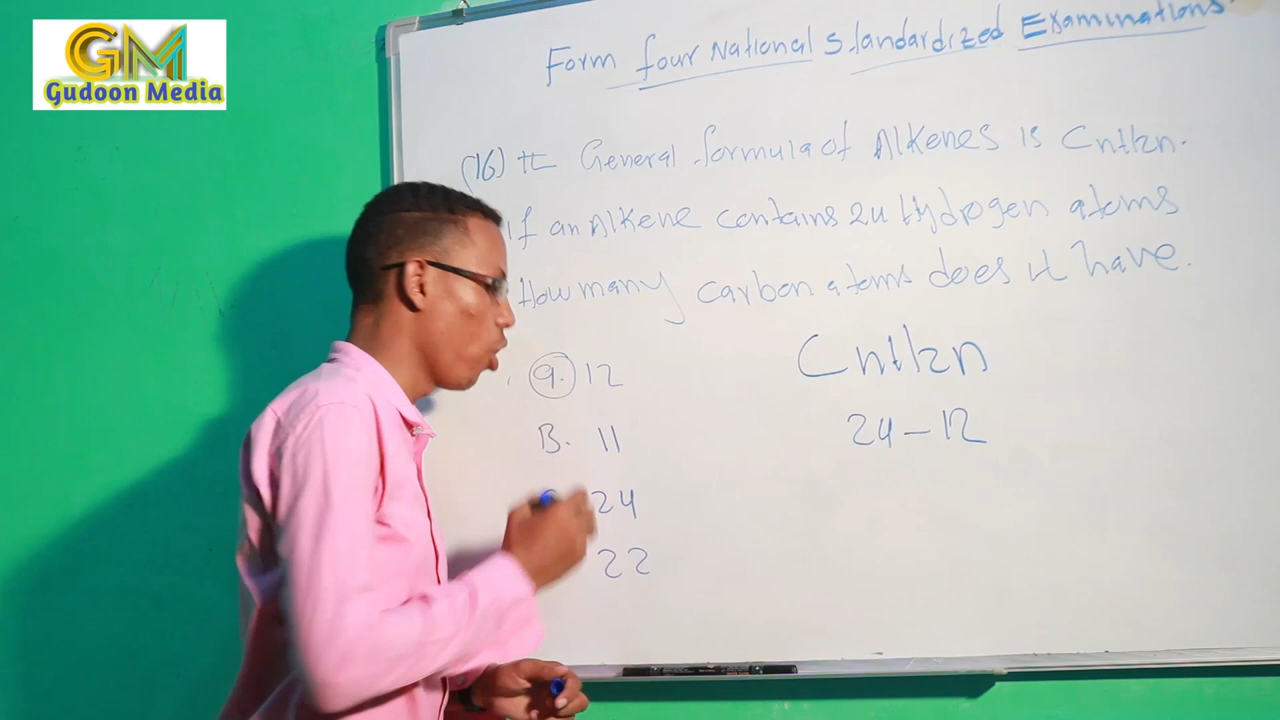 GM
Gudoon Media
Form four National Standardized Examinations.
(16) It General formula of Alkenes is CnH2n.
If an Alkene contains 24 Hydrogen atoms
How many carbon atoms does it have.
a. 12
B. 11
24
22
CnH2n
24 – 12